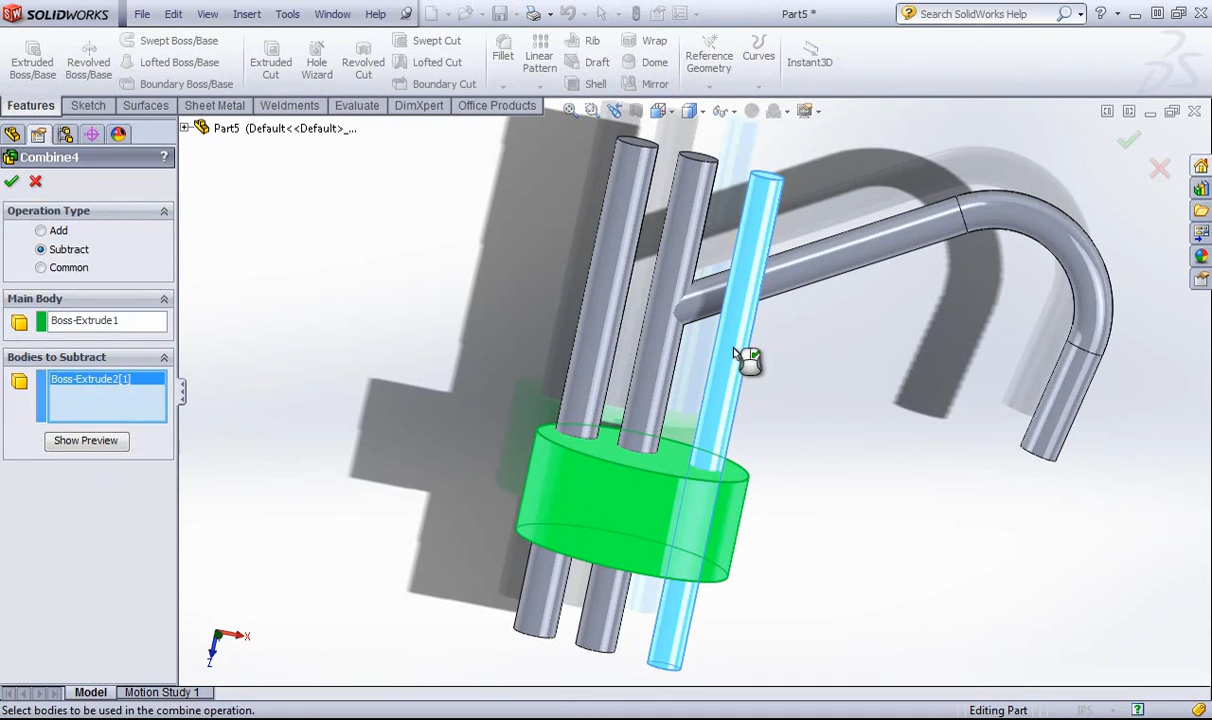 SOLIDWORKS File Edit View Insert Tools Window Help Part5 * Search SolidWorks Help
Extruded Boss/Base
Revolved Boss/Base
Swept Boss/Base
Lofted Boss/Base
Boundary Boss/Base
Extruded Cut
Hole Wizard
Revolved Cut
Swept Cut
Lofted Cut
Boundary Cut
Fillet
Linear Pattern
Rib
Draft
Shell
Wrap
Dome
Mirror
Reference Geometry
Curves
Instant3D
Features Sketch Surfaces Sheet Metal Weldments Evaluate DimXpert Office Products
Part5 (Default<<Default>_...
Combine4 ?
Operation Type
Add
Subtract
Common
Main Body
Boss-Extrude1
Bodies to Subtract
Boss-Extrude2[1]
Show Preview
X
Z
Model Motion Study 1
Select bodies to be used in the combine operation. Editing Part IPS